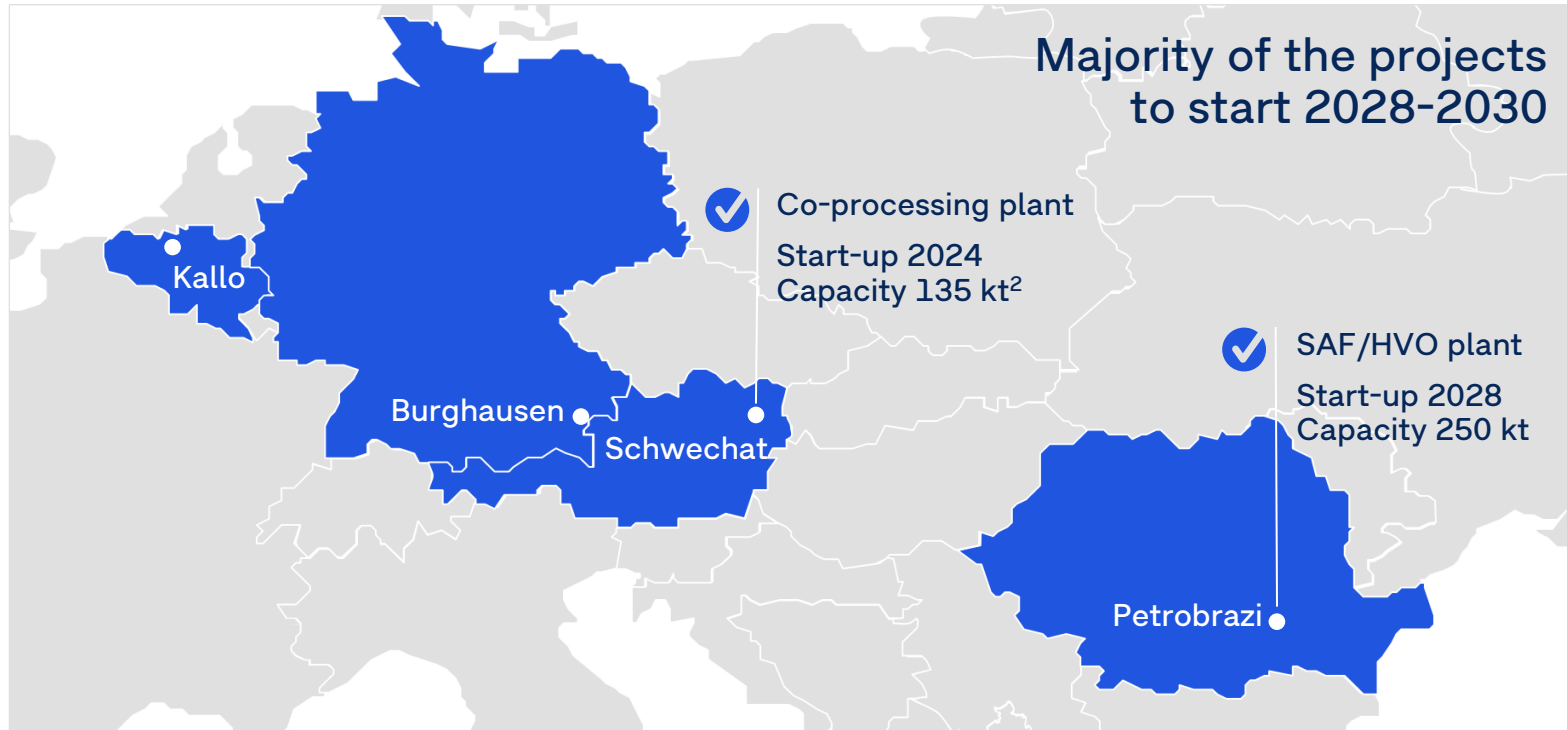 Majority of the projects
to start 2028-2030
Co-processing plant
Start-up 2024
Capacity 135 kt²
SAF/HVO plant
Start-up 2028
Capacity 250 kt
Kallo
Burghausen
Schwechat
Petrobrazi